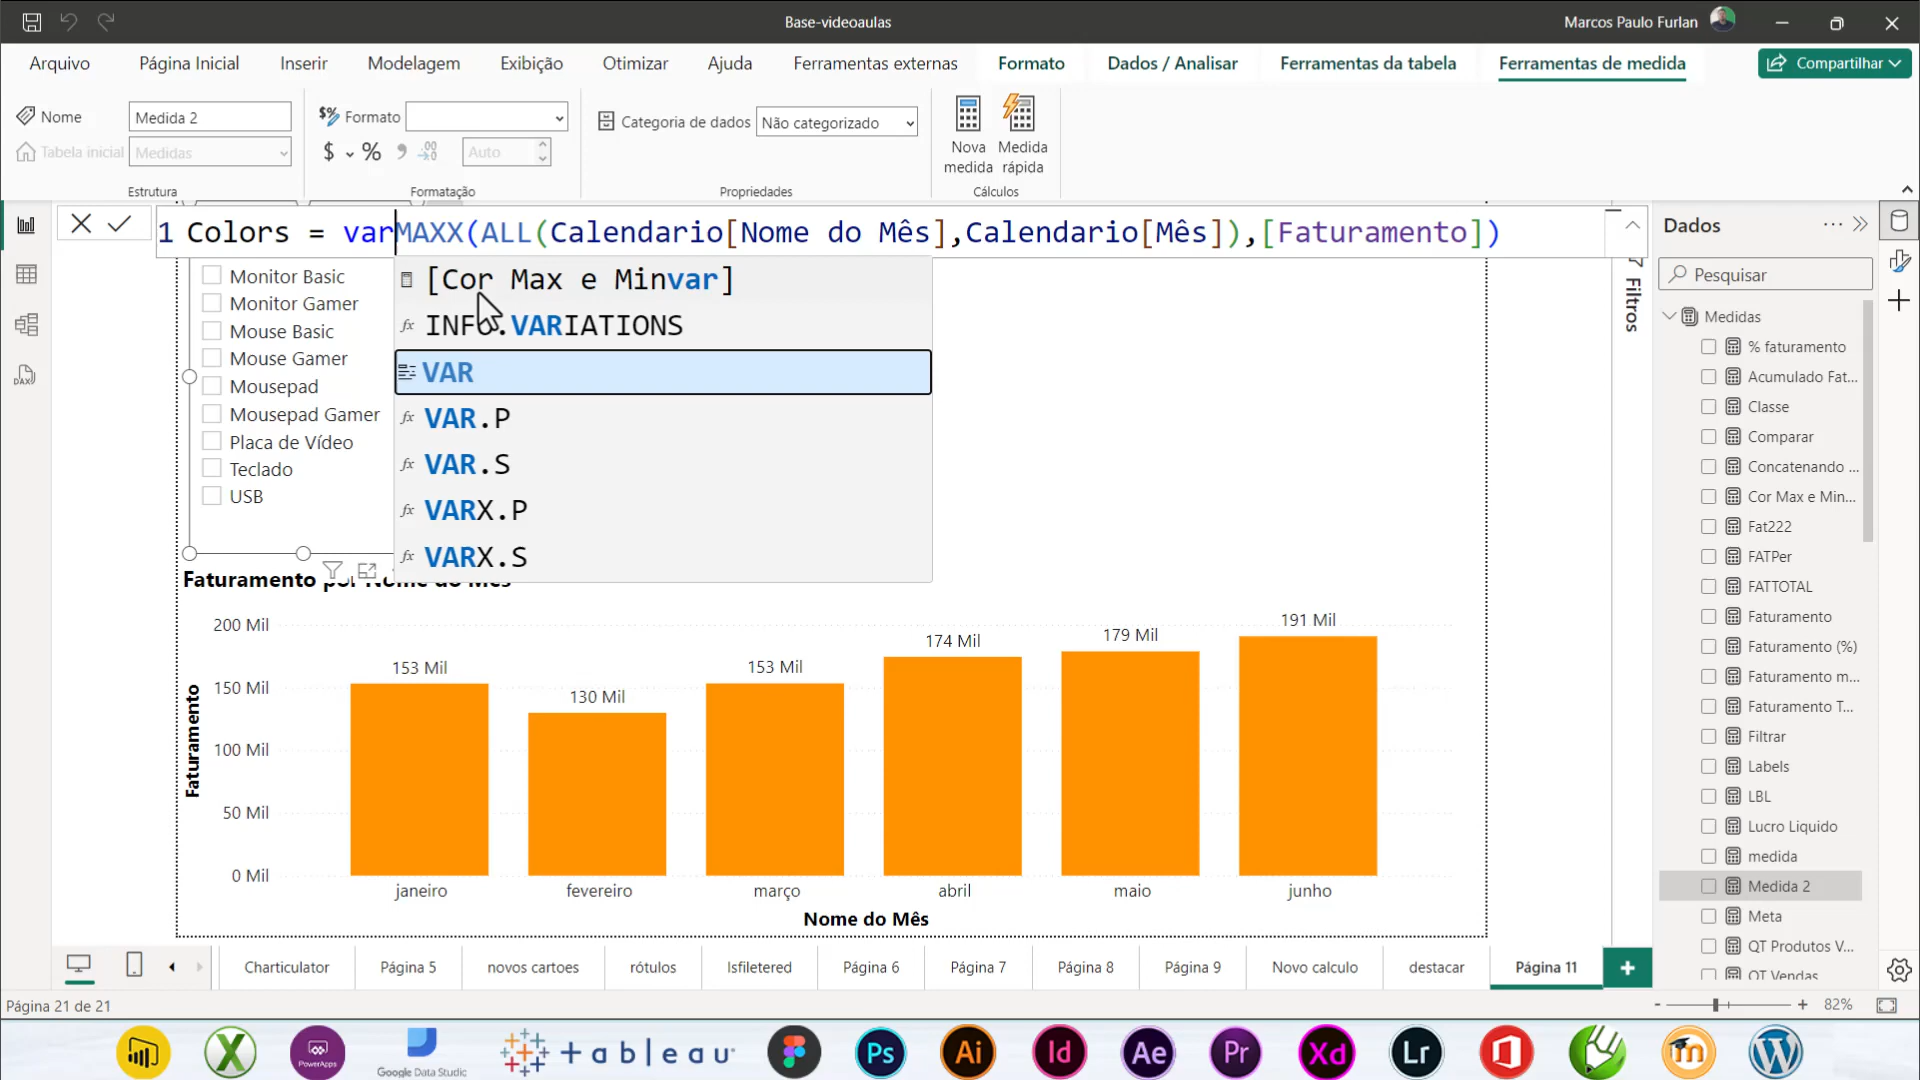 Base-videoaulas
Marcos Paulo Furlan
Arquivo
Página Inicial
Inserir
Modelagem
Exibição
Otimizar
Ajuda
Ferramentas externas
Formato
Dados / Analisar
Ferramentas da tabela
Ferramentas de medida
Compartilhar
Nome
Medida 2
Tabela inicial
Medidas
Estrutura
Formato
$ %
Auto
Formatação
Categoria de dados
Não categorizado
Propriedades
Nova medida
Medida rápida
Cálculos
1 Colors = varMAXX(ALL(Calendario[Nome do Mês],Calendario[Mês]),[Faturamento])
[Cor Max e Minvar]
INFO.VARIATIONS
VAR
VAR.P
VAR.S
VARX.P
VARX.S
Monitor Basic
Monitor Gamer
Mouse Basic
Mouse Gamer
Mousepad
Mousepad Gamer
Placa de Vídeo
Teclado
USB
Faturamento por Nome do Mês
200 Mil
150 Mil
100 Mil
50 Mil
0 Mil
Faturamento
153 Mil
130 Mil
153 Mil
174 Mil
179 Mil
191 Mil
janeiro
fevereiro
março
abril
maio
junho
Nome do Mês
Filtros
Dados
Pesquisar
Medidas
% faturamento
Acumulado Fat...
Classe
Comparar
Concatenando ...
Cor Max e Min...
Fat222
FATPer
FATTOTAL
Faturamento
Faturamento (%)
Faturamento m...
Faturamento T...
Filtrar
Labels
LBL
Lucro Liquido
medida
Medida 2
Meta
QT Produtos V...
QT Vendas
Charticulator
Página 5
novos cartoes
rótulos
Isfiletered
Página 6
Página 7
Página 8
Página 9
Novo calculo
destacar
Página 11
Página 21 de 21
82%
PowerApps
Google Data Studio
+ a b l e a u
Ps
Ai
Id
Ae
Pr
Xd
Lr